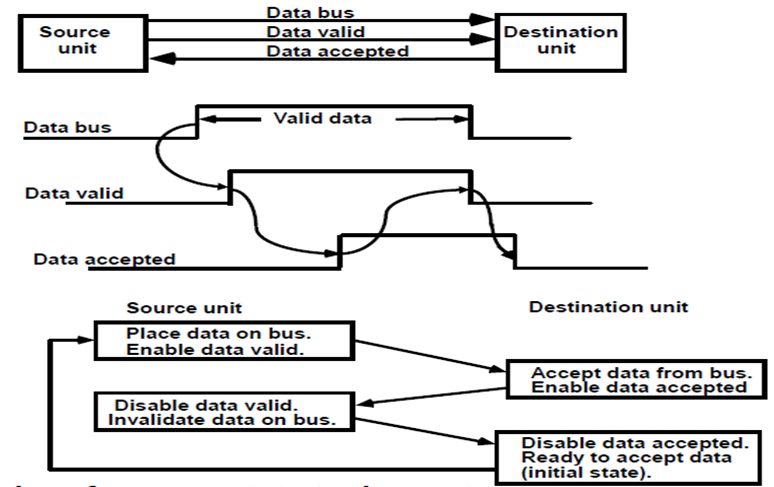 Source
unit
Data bus
Data valid
Data accepted
Destination
unit
Data bus
Valid data
Data valid
Data accepted
Source unit
Destination unit
Place data on bus.
Enable data valid.
Accept data from bus.
Enable data accepted
Disable data valid.
Invalidate data on bus.
Disable data accepted.
Ready to accept data
(initial state).